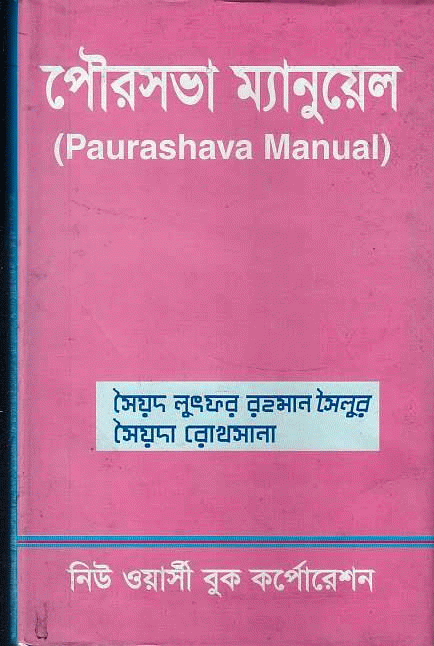 পৌরসভা ম্যানুয়েল
(Paurashava Manual)
সৈয়দ লুৎফর রহমান সৈলুর
সৈয়দা রোখসানা
নিউ ওয়ার্সী বুক কর্পোরেশন